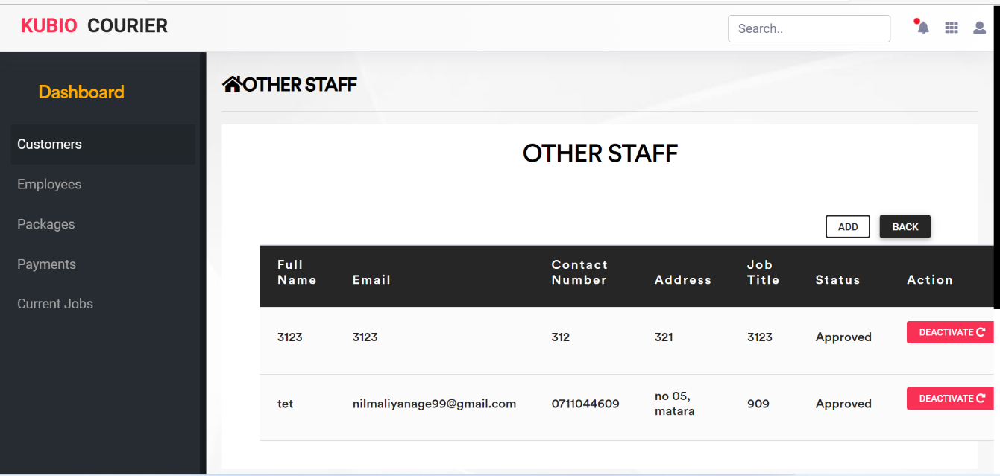 KUBIO COURIER
Search..
Dashboard
Customers
Employees
Packages
Payments
Current Jobs
OTHER STAFF
OTHER STAFF
ADD BACK
Full Name Email Contact Number Address Job Title Status Action
3123 3123 312 321 3123 Approved DEACTIVATE
tet nilmaliyanage99@gmail.com 0711044609 no 05, matara 909 Approved DEACTIVATE